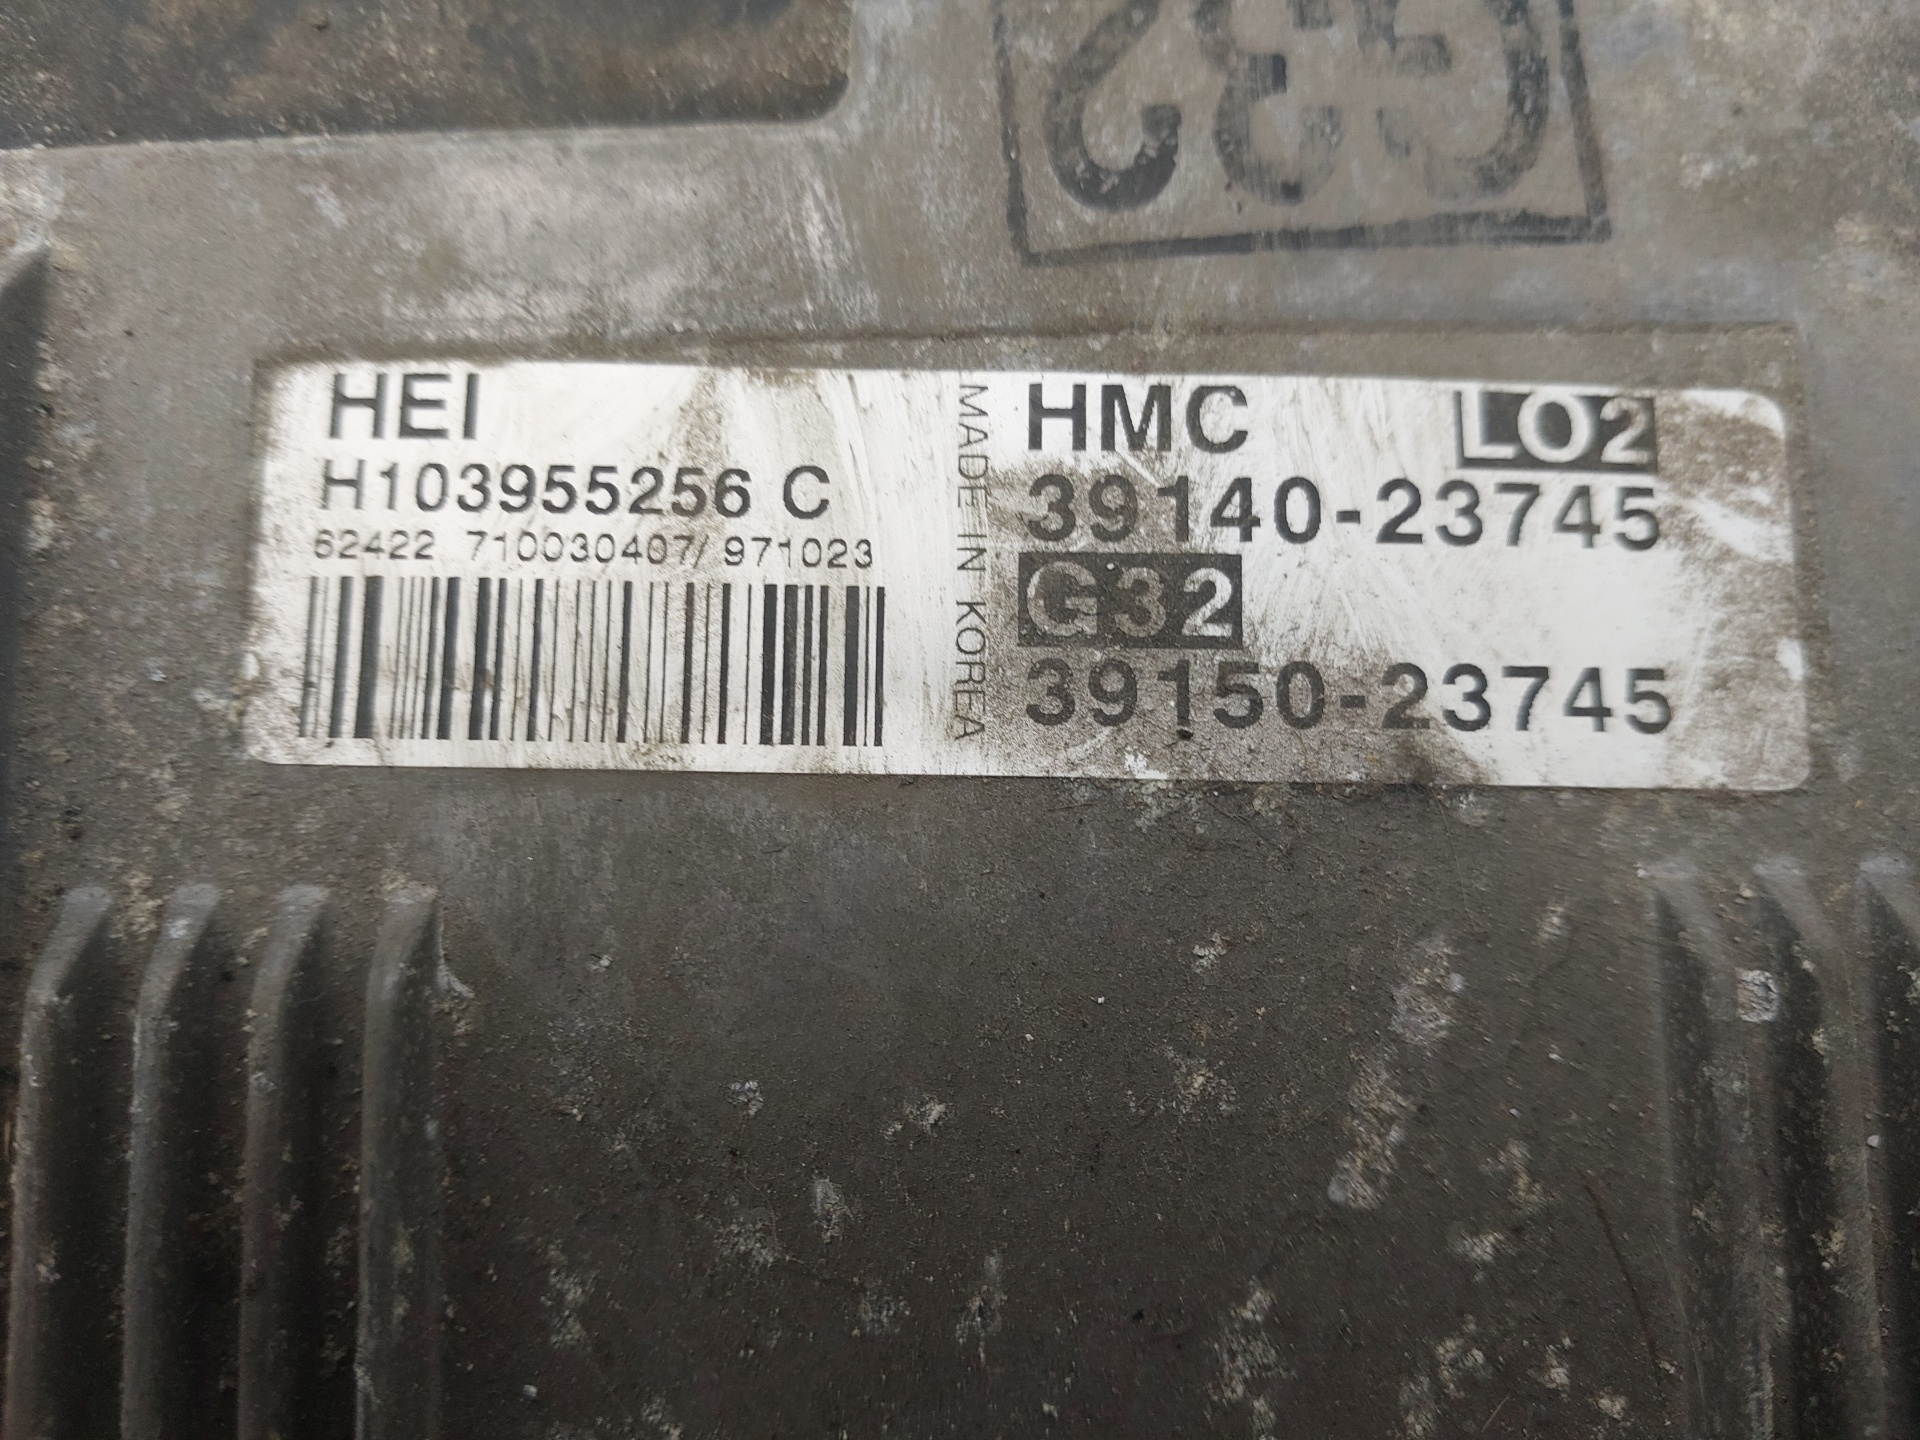 G32
HEI
H103955256 C
62422 710030407/ 971023
MADE IN KOREA
HMC LO2
39140-23745
G32
39150-23745